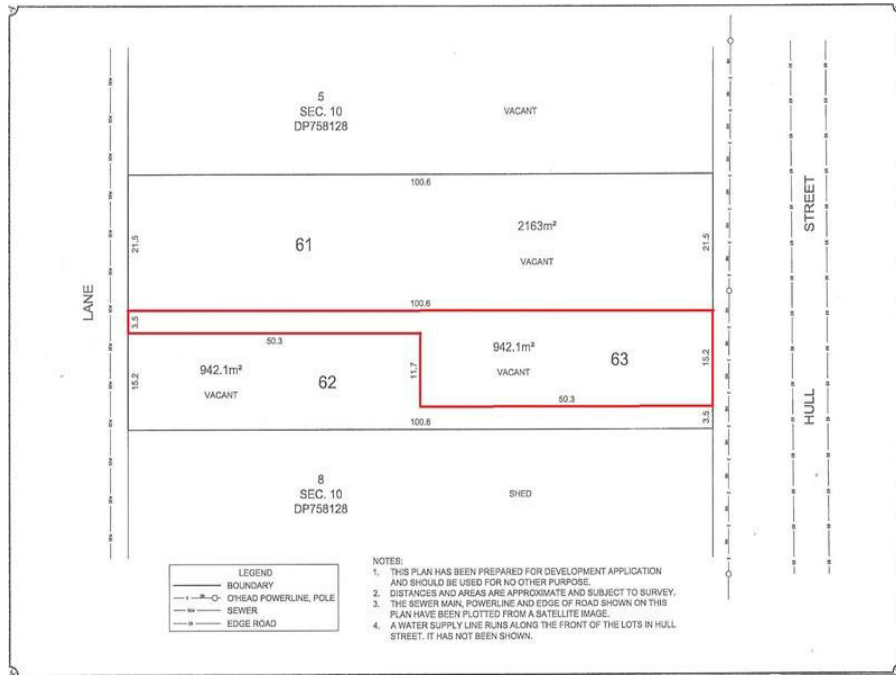 5
SEC. 10
DP758128
VACANT
100.6
21.5
61
2163m²
VACANT
21.5
LANE
STREET
HULL
100.6
3.5
50.3
942.1m²
VACANT
62
15.2
11.7
942.1m²
VACANT
63
15.2
50.3
3.5
100.6
8
SEC. 10
DP758128
SHED
LEGEND
BOUNDARY
O'HEAD POWERLINE, POLE
SEWER
EDGE ROAD
NOTES:
1. THIS PLAN HAS BEEN PREPARED FOR DEVELOPMENT APPLICATION
AND SHOULD BE USED FOR NO OTHER PURPOSE.
2. DISTANCES AND AREAS ARE APPROXIMATE AND SUBJECT TO SURVEY.
3. THE SEWER MAIN, POWERLINE AND EDGE OF ROAD SHOWN ON THIS
PLAN HAVE BEEN PLOTTED FROM A SATELLITE IMAGE.
4. A WATER SUPPLY LINE RUNS ALONG THE FRONT OF THE LOTS IN HULL
STREET. IT HAS NOT BEEN SHOWN.